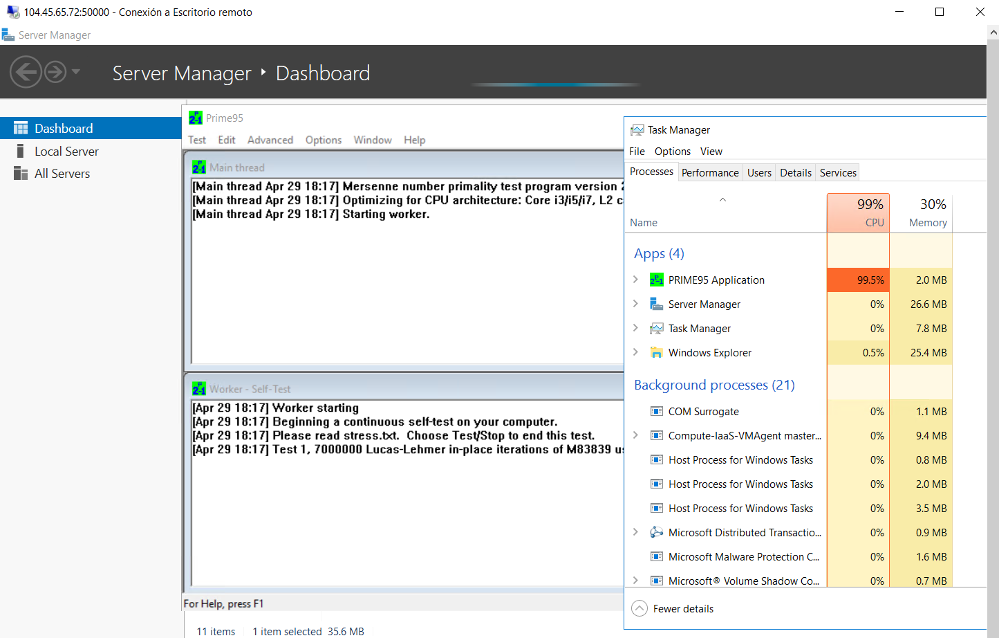 104.45.65.72:50000 - Conexión a Escritorio remoto
Server Manager
Server Manager
Dashboard
Dashboard
Local Server
All Servers
Prime95
Test Edit Advanced Options Window Help
Main thread
[Main thread Apr 29 18:17] Mersenne number primality test program version 2
[Main thread Apr 29 18:17] Optimizing for CPU architecture: Core i3/i5/i7, L2 c
[Main thread Apr 29 18:17] Starting worker.
Worker - Self-Test
[Apr 29 18:17] Worker starting
[Apr 29 18:17] Beginning a continuous self-test on your computer.
[Apr 29 18:17] Please read stress.txt.  Choose Test/Stop to end this test.
[Apr 29 18:17] Test 1, 7000000 Lucas-Lehmer in-place iterations of M83839 us
For Help, press F1
11 items 1 item selected 35.6 MB
Task Manager
File Options View
Processes Performance Users Details Services
99% 30%
Name CPU Memory
Apps (4)
PRIME95 Application 99.5% 2.0 MB
Server Manager 0% 26.6 MB
Task Manager 0% 7.8 MB
Windows Explorer 0.5% 25.4 MB
Background processes (21)
COM Surrogate 0% 1.1 MB
Compute-IaaS-VMAgent master... 0% 9.4 MB
Host Process for Windows Tasks 0% 0.8 MB
Host Process for Windows Tasks 0% 2.0 MB
Host Process for Windows Tasks 0% 3.5 MB
Microsoft Distributed Transactio... 0% 0.9 MB
Microsoft Malware Protection C... 0% 1.6 MB
Microsoft® Volume Shadow Co... 0% 0.7 MB
Fewer details